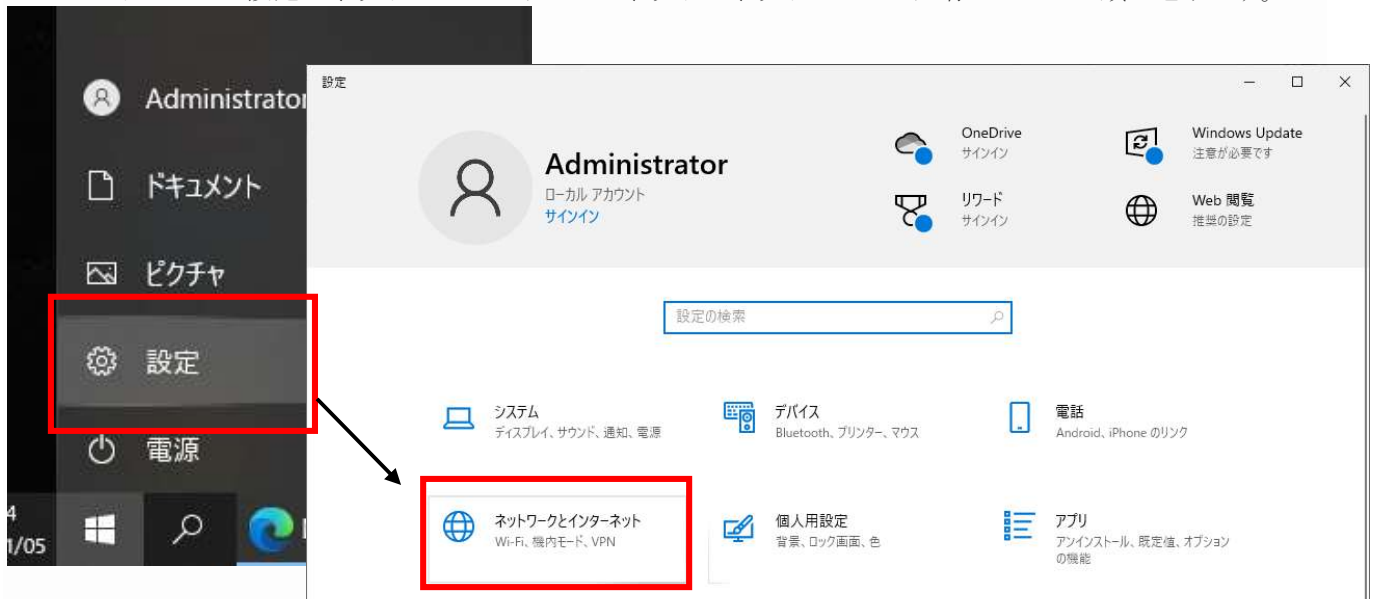 Administrator
ドキュメント
ピクチャ
設定
電源
4
1/05
設定
Administrator
ローカル アカウント
サインイン
OneDrive
サインイン
Windows Update
注意が必要です
リワード
サインイン
Web 閲覧
推奨の設定
設定の検索
システム
ディスプレイ、サウンド、通知、電源
デバイス
Bluetooth、プリンター、マウス
電話
Android、iPhone のリンク
ネットワークとインターネット
Wi-Fi、機内モード、VPN
個人用設定
背景、ロック画面、色
アプリ
アンインストール、既定値、オプション
の機能